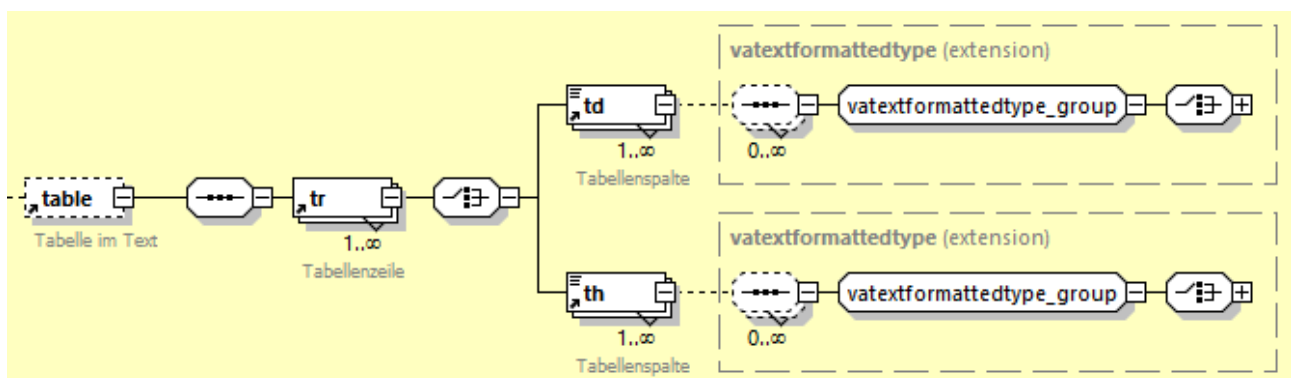 vatextformattedtype (extension)
td
vatextformattedtype_group
1..∞
0..∞
Tabellenspalte
table
tr
Tabelle im Text
1..∞
Tabellenzeile
vatextformattedtype (extension)
th
vatextformattedtype_group
1..∞
0..∞
Tabellenspalte